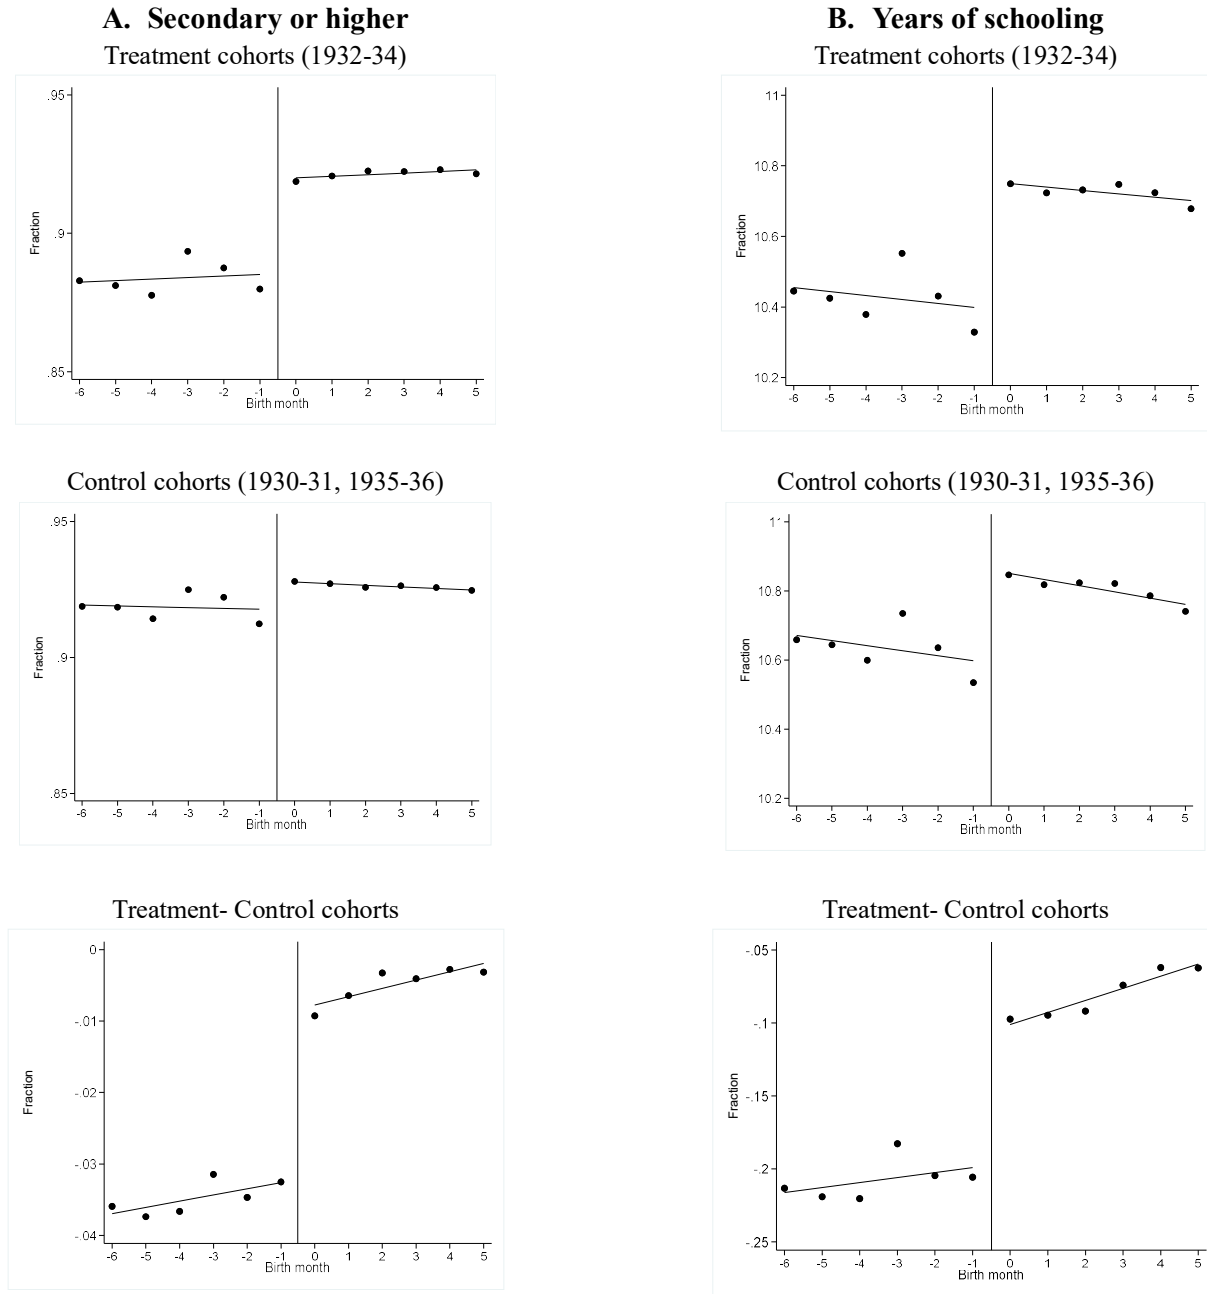 A. Secondary or higher
Treatment cohorts (1932-34)
.95
.9
.85
Fraction
-6 -5 -4 -3 -2 -1 0 1 2 3 4 5
Birth month
B. Years of schooling
Treatment cohorts (1932-34)
11
10.8
10.6
10.4
10.2
Fraction
-6 -5 -4 -3 -2 -1 0 1 2 3 4 5
Birth month
Control cohorts (1930-31, 1935-36)
.95
.9
.85
Fraction
-6 -5 -4 -3 -2 -1 0 1 2 3 4 5
Birth month
Control cohorts (1930-31, 1935-36)
10.8
10.6
10.4
10.2
Fraction
-6 -5 -4 -3 -2 -1 0 1 2 3 4 5
Birth month
Treatment- Control cohorts
0
-.01
-.02
-.03
-.04
Fraction
-6 -5 -4 -3 -2 -1 0 1 2 3 4 5
Birth month
Treatment- Control cohorts
-.05
-.1
-.15
-.2
-.25
Fraction
-6 -5 -4 -3 -2 -1 0 1 2 3 4 5
Birth month